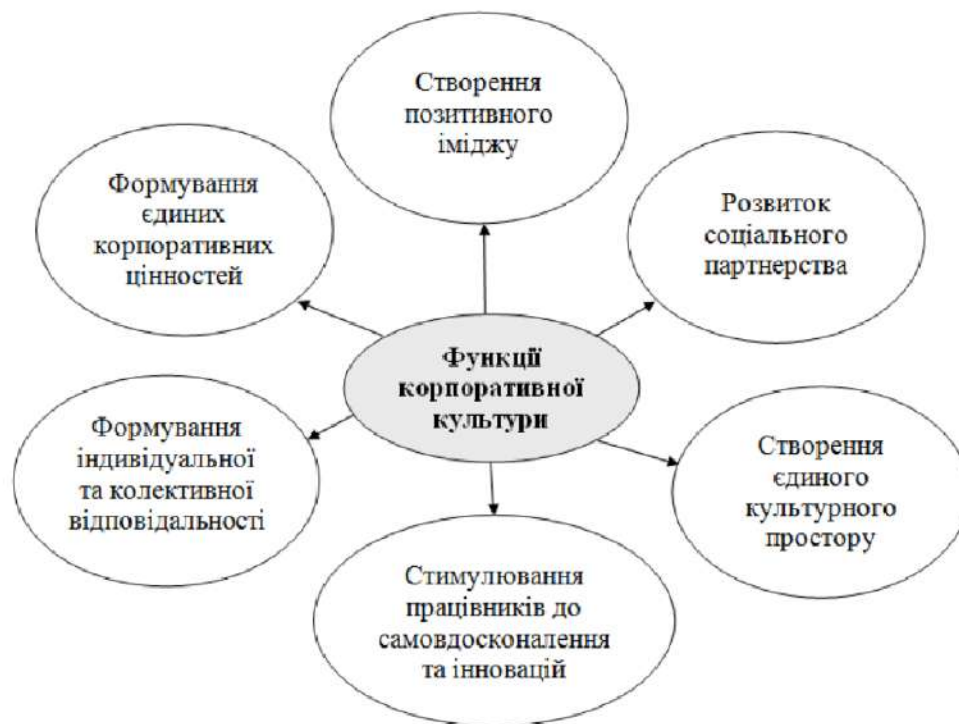 Створення
позитивного
іміджу
Формування
єдиних
корпоративних
цінностей
Розвиток
соціального
партнерства
Функції
корпоративної
культури
Формування
індивідуальної
та колективної
відповідальності
Створення
єдиного
культурного
простору
Стимулювання
працівників до
самовдосконалення
та інновацій